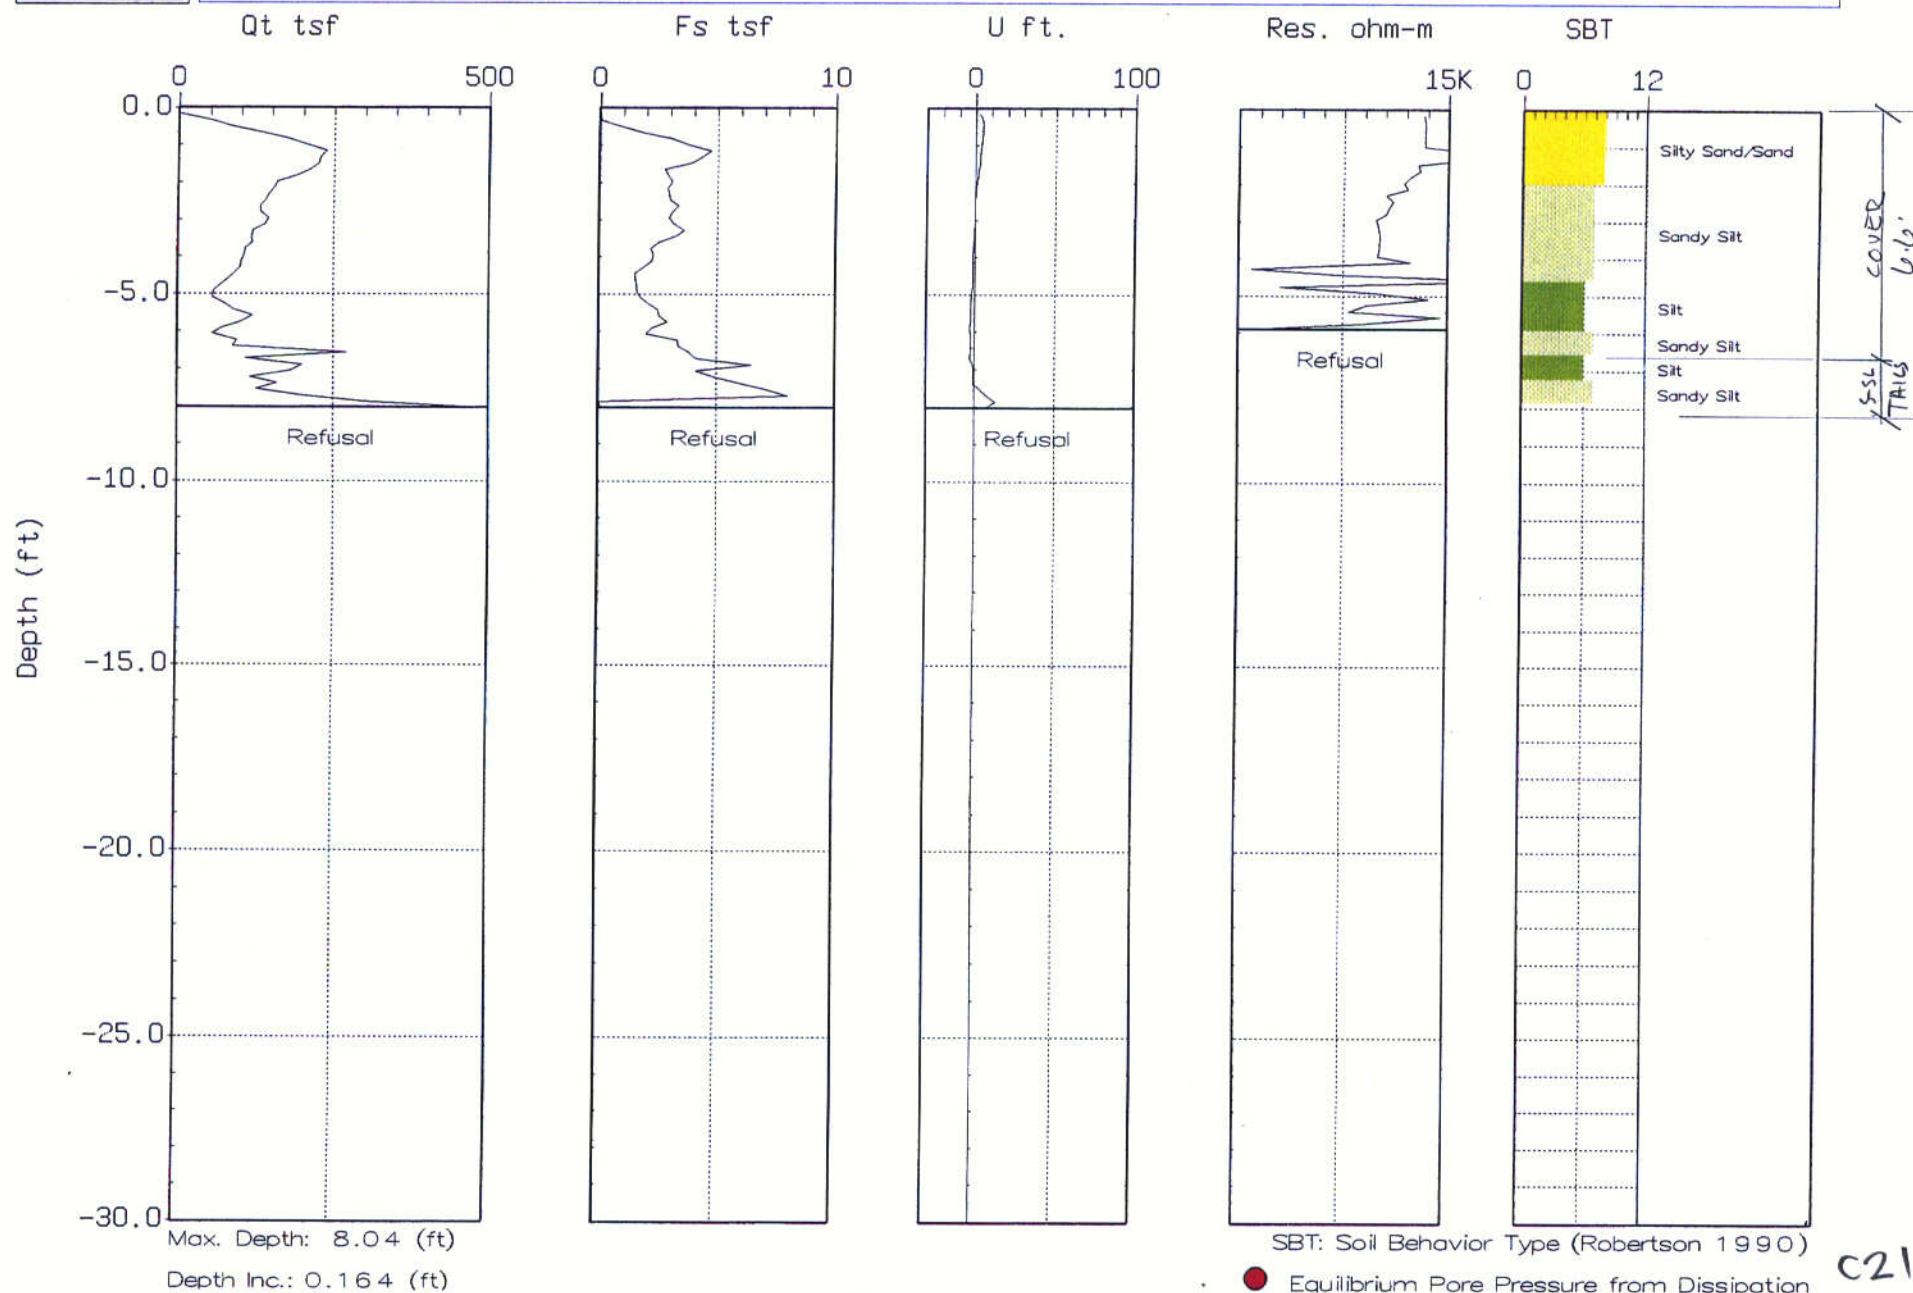 Qt tsf Fs tsf U ft. Res. ohm-m SBT
0 500 0 10 0 100 15K 0 12
0.0
Silty Sand/Sand
Sandy Silt
COVER
6.6'
-5.0
Silt
Sandy Silt
Refusal
Silt
S-SL
TAILS
Sandy Silt
Refusal Refusal Refusal
-10.0
Depth (ft)
-15.0
-20.0
-25.0
-30.0
Max. Depth: 8.04 (ft)
SBT: Soil Behavior Type (Robertson 1990)
C21
Depth Inc.: 0.164 (ft)
Equilibrium Pore Pressure from Dissipation